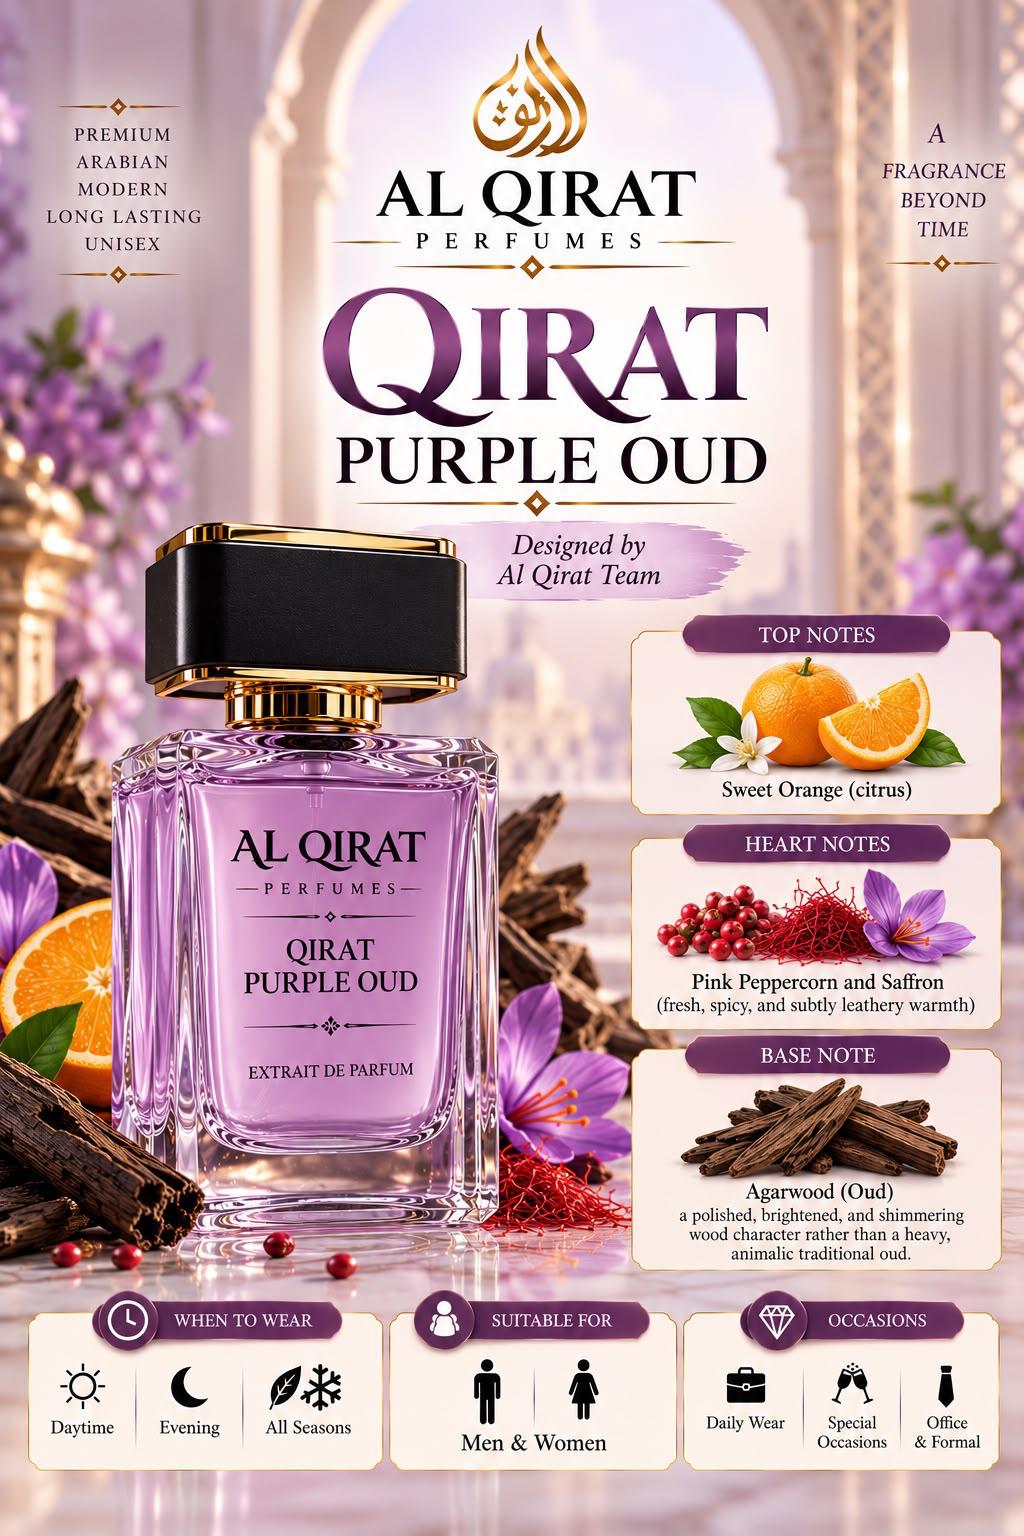 PREMIUM
ARABIAN
MODERN
LONG LASTING
UNISEX
AL QIRAT
PERFUMES
A
FRAGRANCE
BEYOND
TIME
QIRAT
PURPLE OUD
Designed by
Al Qirat Team
AL QIRAT
PERFUMES
QIRAT
PURPLE OUD
EXTRAIT DE PARFUM
TOP NOTES
Sweet Orange (citrus)
HEART NOTES
Pink Peppercorn and Saffron
(fresh, spicy, and subtly leathery warmth)
BASE NOTE
Agarwood (Oud)
a polished, brightened, and shimmering
wood character rather than a heavy,
animalic traditional oud.
WHEN TO WEAR
Daytime
Evening
All Seasons
SUITABLE FOR
Men & Women
OCCASIONS
Daily Wear
Special
Occasions
Office
& Formal